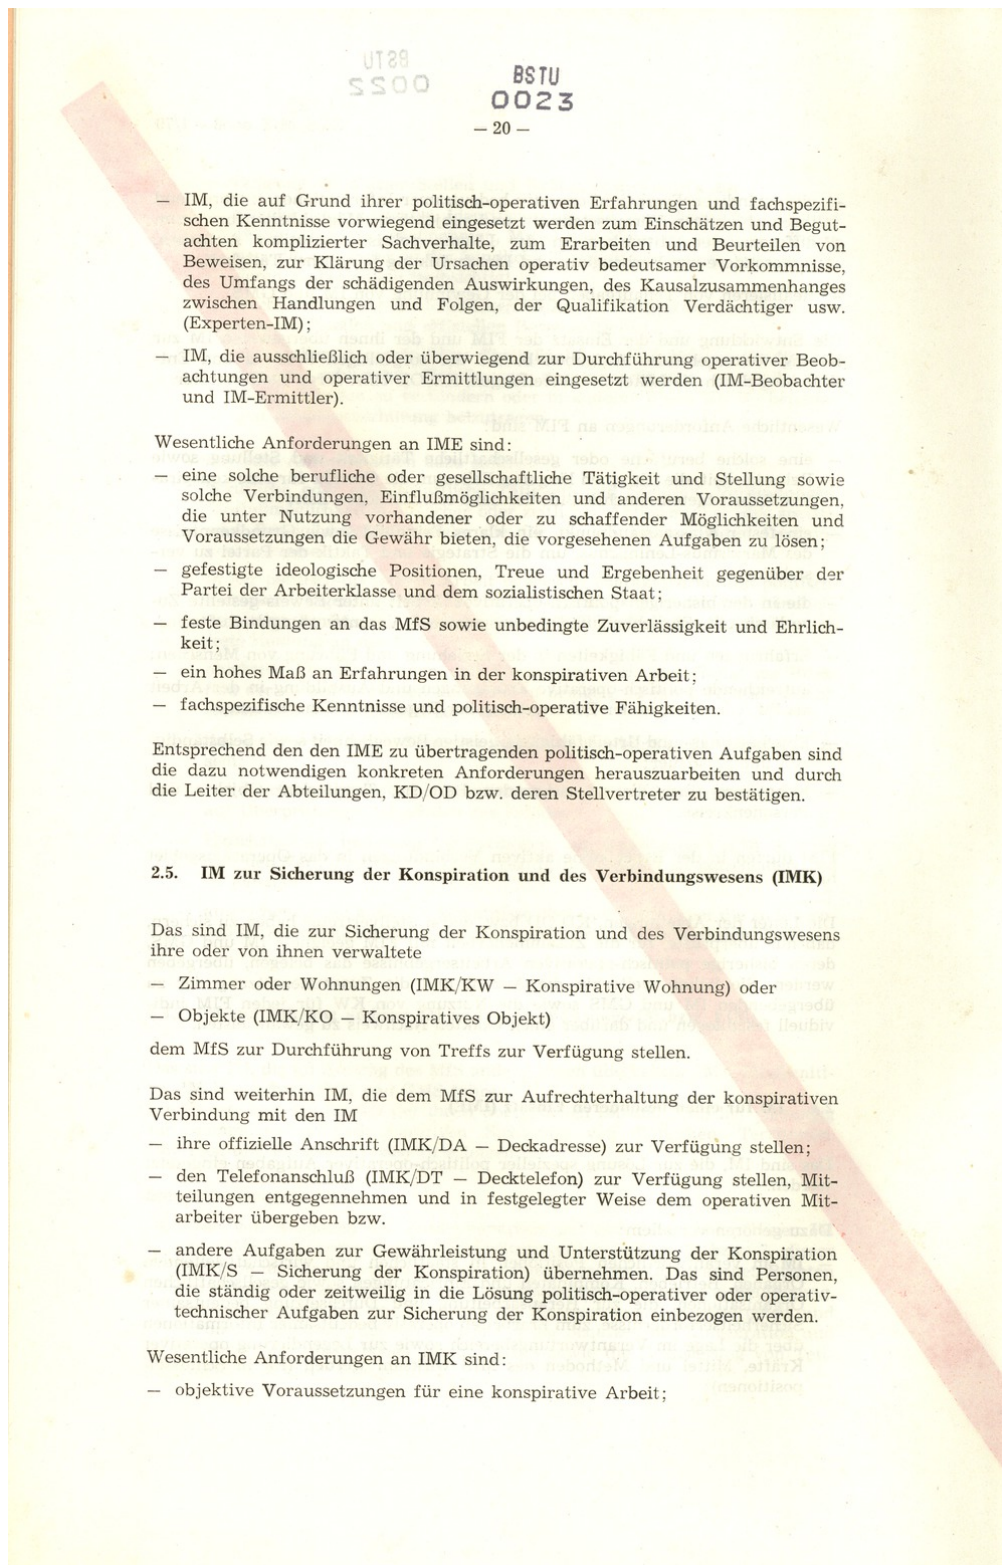 BSTU
0022
BSTU
0023
— 20 —
— IM, die auf Grund ihrer politisch-operativen Erfahrungen und fachspezifi-
schen Kenntnisse vorwiegend eingesetzt werden zum Einschätzen und Begut-
achten komplizierter Sachverhalte, zum Erarbeiten und Beurteilen von
Beweisen, zur Klärung der Ursachen operativ bedeutsamer Vorkommnisse,
des Umfangs der schädigenden Auswirkungen, des Kausalzusammenhanges
zwischen Handlungen und Folgen, der Qualifikation Verdächtiger usw.
(Experten-IM);
— IM, die ausschließlich oder überwiegend zur Durchführung operativer Beob-
achtungen und operativer Ermittlungen eingesetzt werden (IM-Beobachter
und IM-Ermittler).
Wesentliche Anforderungen an IME sind:
— eine solche berufliche oder gesellschaftliche Tätigkeit und Stellung sowie
solche Verbindungen, Einflußmöglichkeiten und anderen Voraussetzungen,
die unter Nutzung vorhandener oder zu schaffender Möglichkeiten und
Voraussetzungen die Gewähr bieten, die vorgesehenen Aufgaben zu lösen;
— gefestigte ideologische Positionen, Treue und Ergebenheit gegenüber der
Partei der Arbeiterklasse und dem sozialistischen Staat;
— feste Bindungen an das MfS sowie unbedingte Zuverlässigkeit und Ehrlich-
keit;
— ein hohes Maß an Erfahrungen in der konspirativen Arbeit;
— fachspezifische Kenntnisse und politisch-operative Fähigkeiten.
Entsprechend den den IME zu übertragenden politisch-operativen Aufgaben sind
die dazu notwendigen konkreten Anforderungen herauszuarbeiten und durch
die Leiter der Abteilungen, KD/OD bzw. deren Stellvertreter zu bestätigen.
2.5. IM zur Sicherung der Konspiration und des Verbindungswesens (IMK)
Das sind IM, die zur Sicherung der Konspiration und des Verbindungswesens
ihre oder von ihnen verwaltete
— Zimmer oder Wohnungen (IMK/KW — Konspirative Wohnung) oder
— Objekte (IMK/KO — Konspiratives Objekt)
dem MfS zur Durchführung von Treffs zur Verfügung stellen.
Das sind weiterhin IM, die dem MfS zur Aufrechterhaltung der konspirativen
Verbindung mit den IM
— ihre offizielle Anschrift (IMK/DA — Deckadresse) zur Verfügung stellen;
— den Telefonanschluß (IMK/DT — Decktelefon) zur Verfügung stellen, Mit-
teilungen entgegennehmen und in festgelegter Weise dem operativen Mit-
arbeiter übergeben bzw.
— andere Aufgaben zur Gewährleistung und Unterstützung der Konspiration
(IMK/S — Sicherung der Konspiration) übernehmen. Das sind Personen,
die ständig oder zeitweilig in die Lösung politisch-operativer oder operativ-
technischer Aufgaben zur Sicherung der Konspiration einbezogen werden.
Wesentliche Anforderungen an IMK sind:
— objektive Voraussetzungen für eine konspirative Arbeit;